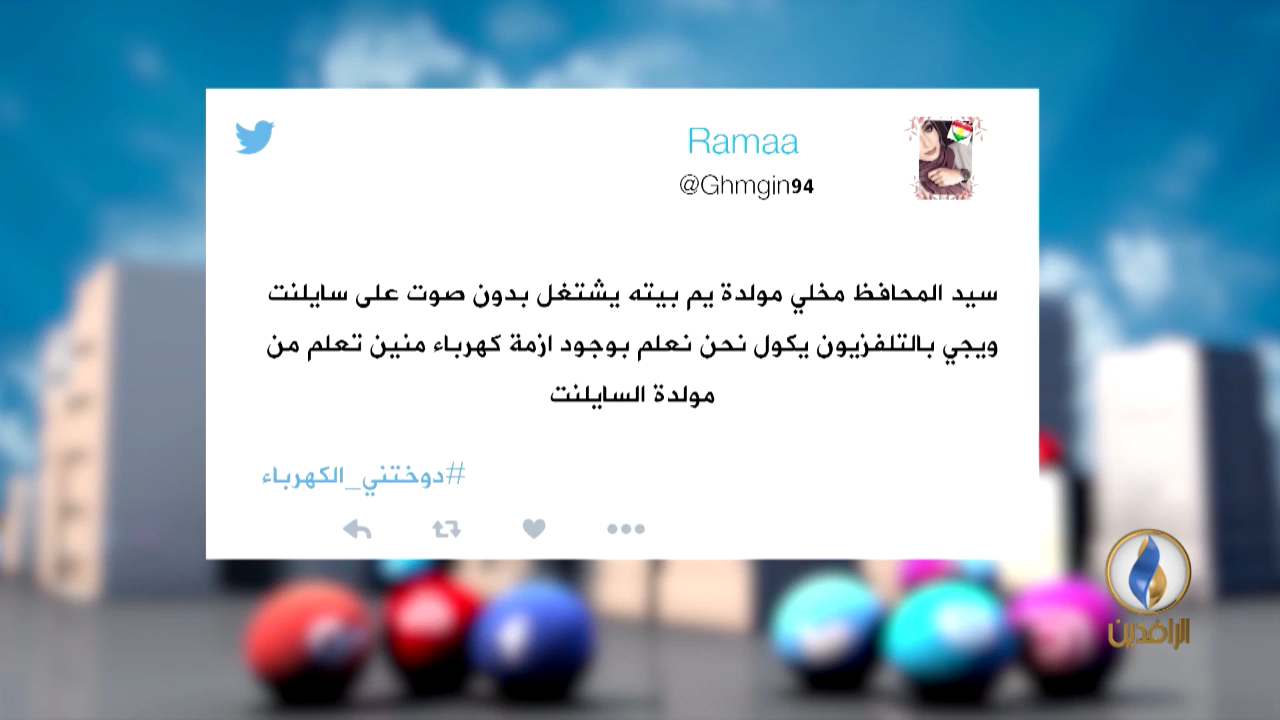 Ramaa
@Ghmgin94
سيد المحافظ مخلي مولدة يم بيته يشتغل بدون صوت على سايلنت
ويجي بالتلفزيون يكول نحن نعلم بوجود ازمة كهرباء منين تعلم من
مولدة السايلنت
#دوختني_الكهرباء
الرافدين